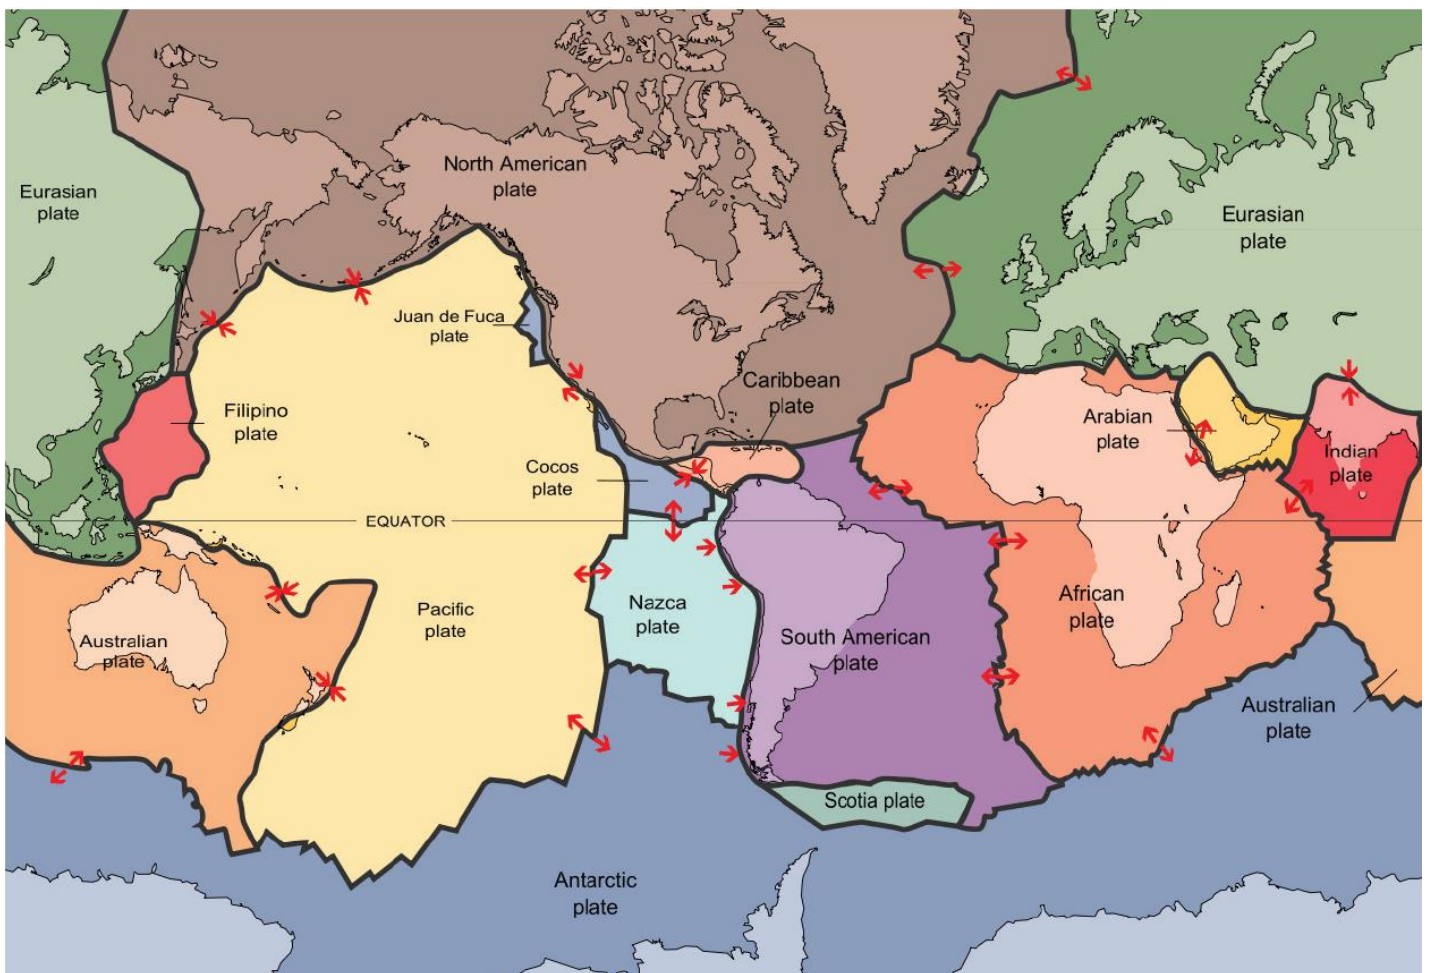 North American
plate
Eurasian
plate
Eurasian
plate
Juan de Fuca
plate
Caribbean
plate
Filipino
plate
Arabian
plate
Cocos
plate
Indian
plate
EQUATOR
Nazca
plate
African
plate
Pacific
plate
Australian
plate
South American
plate
Australian
plate
Scotia plate
Antarctic
plate